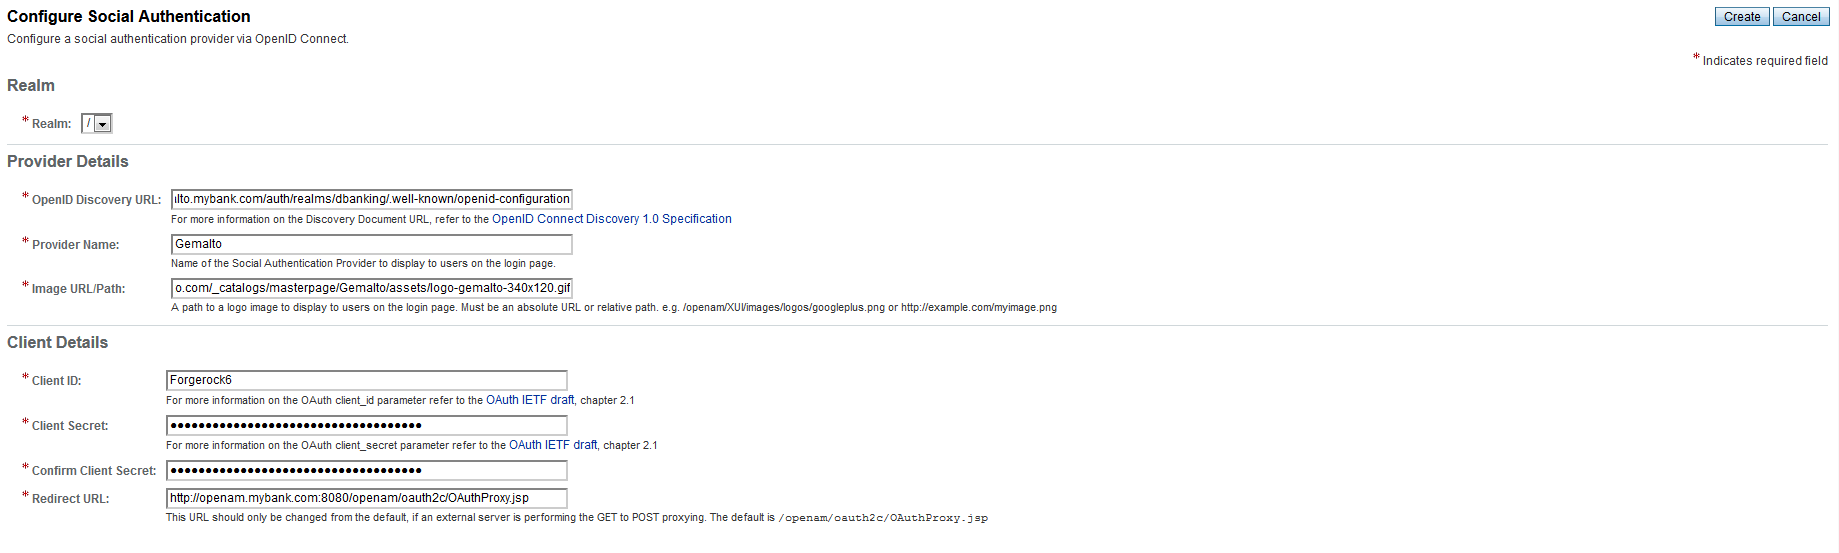 Configure Social Authentication
Create Cancel
Configure a social authentication provider via OpenID Connect.
* Indicates required field
Realm
* Realm: /
Provider Details
* OpenID Discovery URL: lto.mybank.com/auth/realms/dbanking/.well-known/openid-configuration
For more information on the Discovery Document URL, refer to the OpenID Connect Discovery 1.0 Specification
* Provider Name: Gemalto
Name of the Social Authentication Provider to display to users on the login page.
* Image URL/Path: o.com/_catalogs/masterpage/Gemalto/assets/logo-gemalto-340x120.gif
A path to a logo image to display to users on the login page. Must be an absolute URL or relative path. e.g. /openam/XUI/images/logos/googleplus.png or http://example.com/myimage.png
Client Details
* Client ID: Forgerock6
For more information on the OAuth client_id parameter refer to the OAuth IETF draft, chapter 2.1
* Client Secret: ●●●●●●●●●●●●●●●●●●●●●●●●●●●●●●●●●●●●
For more information on the OAuth client_secret parameter refer to the OAuth IETF draft, chapter 2.1
* Confirm Client Secret: ●●●●●●●●●●●●●●●●●●●●●●●●●●●●●●●●●●●●
* Redirect URL: http://openam.mybank.com:8080/openam/oauth2c/OAuthProxy.jsp
This URL should only be changed from the default, if an external server is performing the GET to POST proxying. The default is /openam/oauth2c/OAuthProxy.jsp